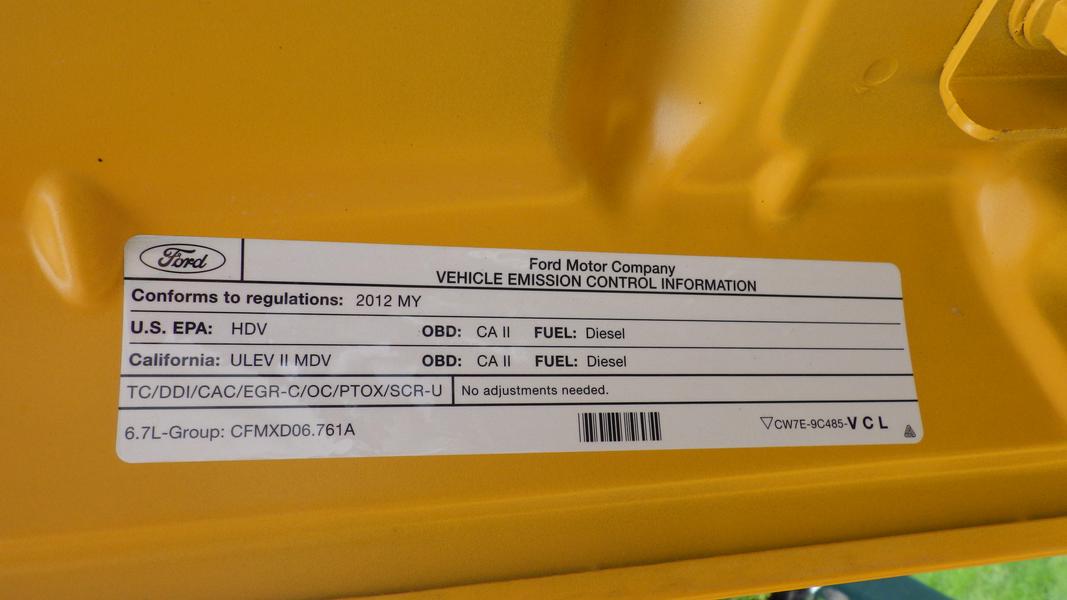 Ford
Ford Motor Company
VEHICLE EMISSION CONTROL INFORMATION
Conforms to regulations: 2012 MY
U.S. EPA: HDV OBD: CA II FUEL: Diesel
California: ULEV II MDV OBD: CA II FUEL: Diesel
TC/DDI/CAC/EGR-C/OC/PTOX/SCR-U No adjustments needed.
6.7L-Group: CFMXD06.761A ▽CW7E-9C485-VCL